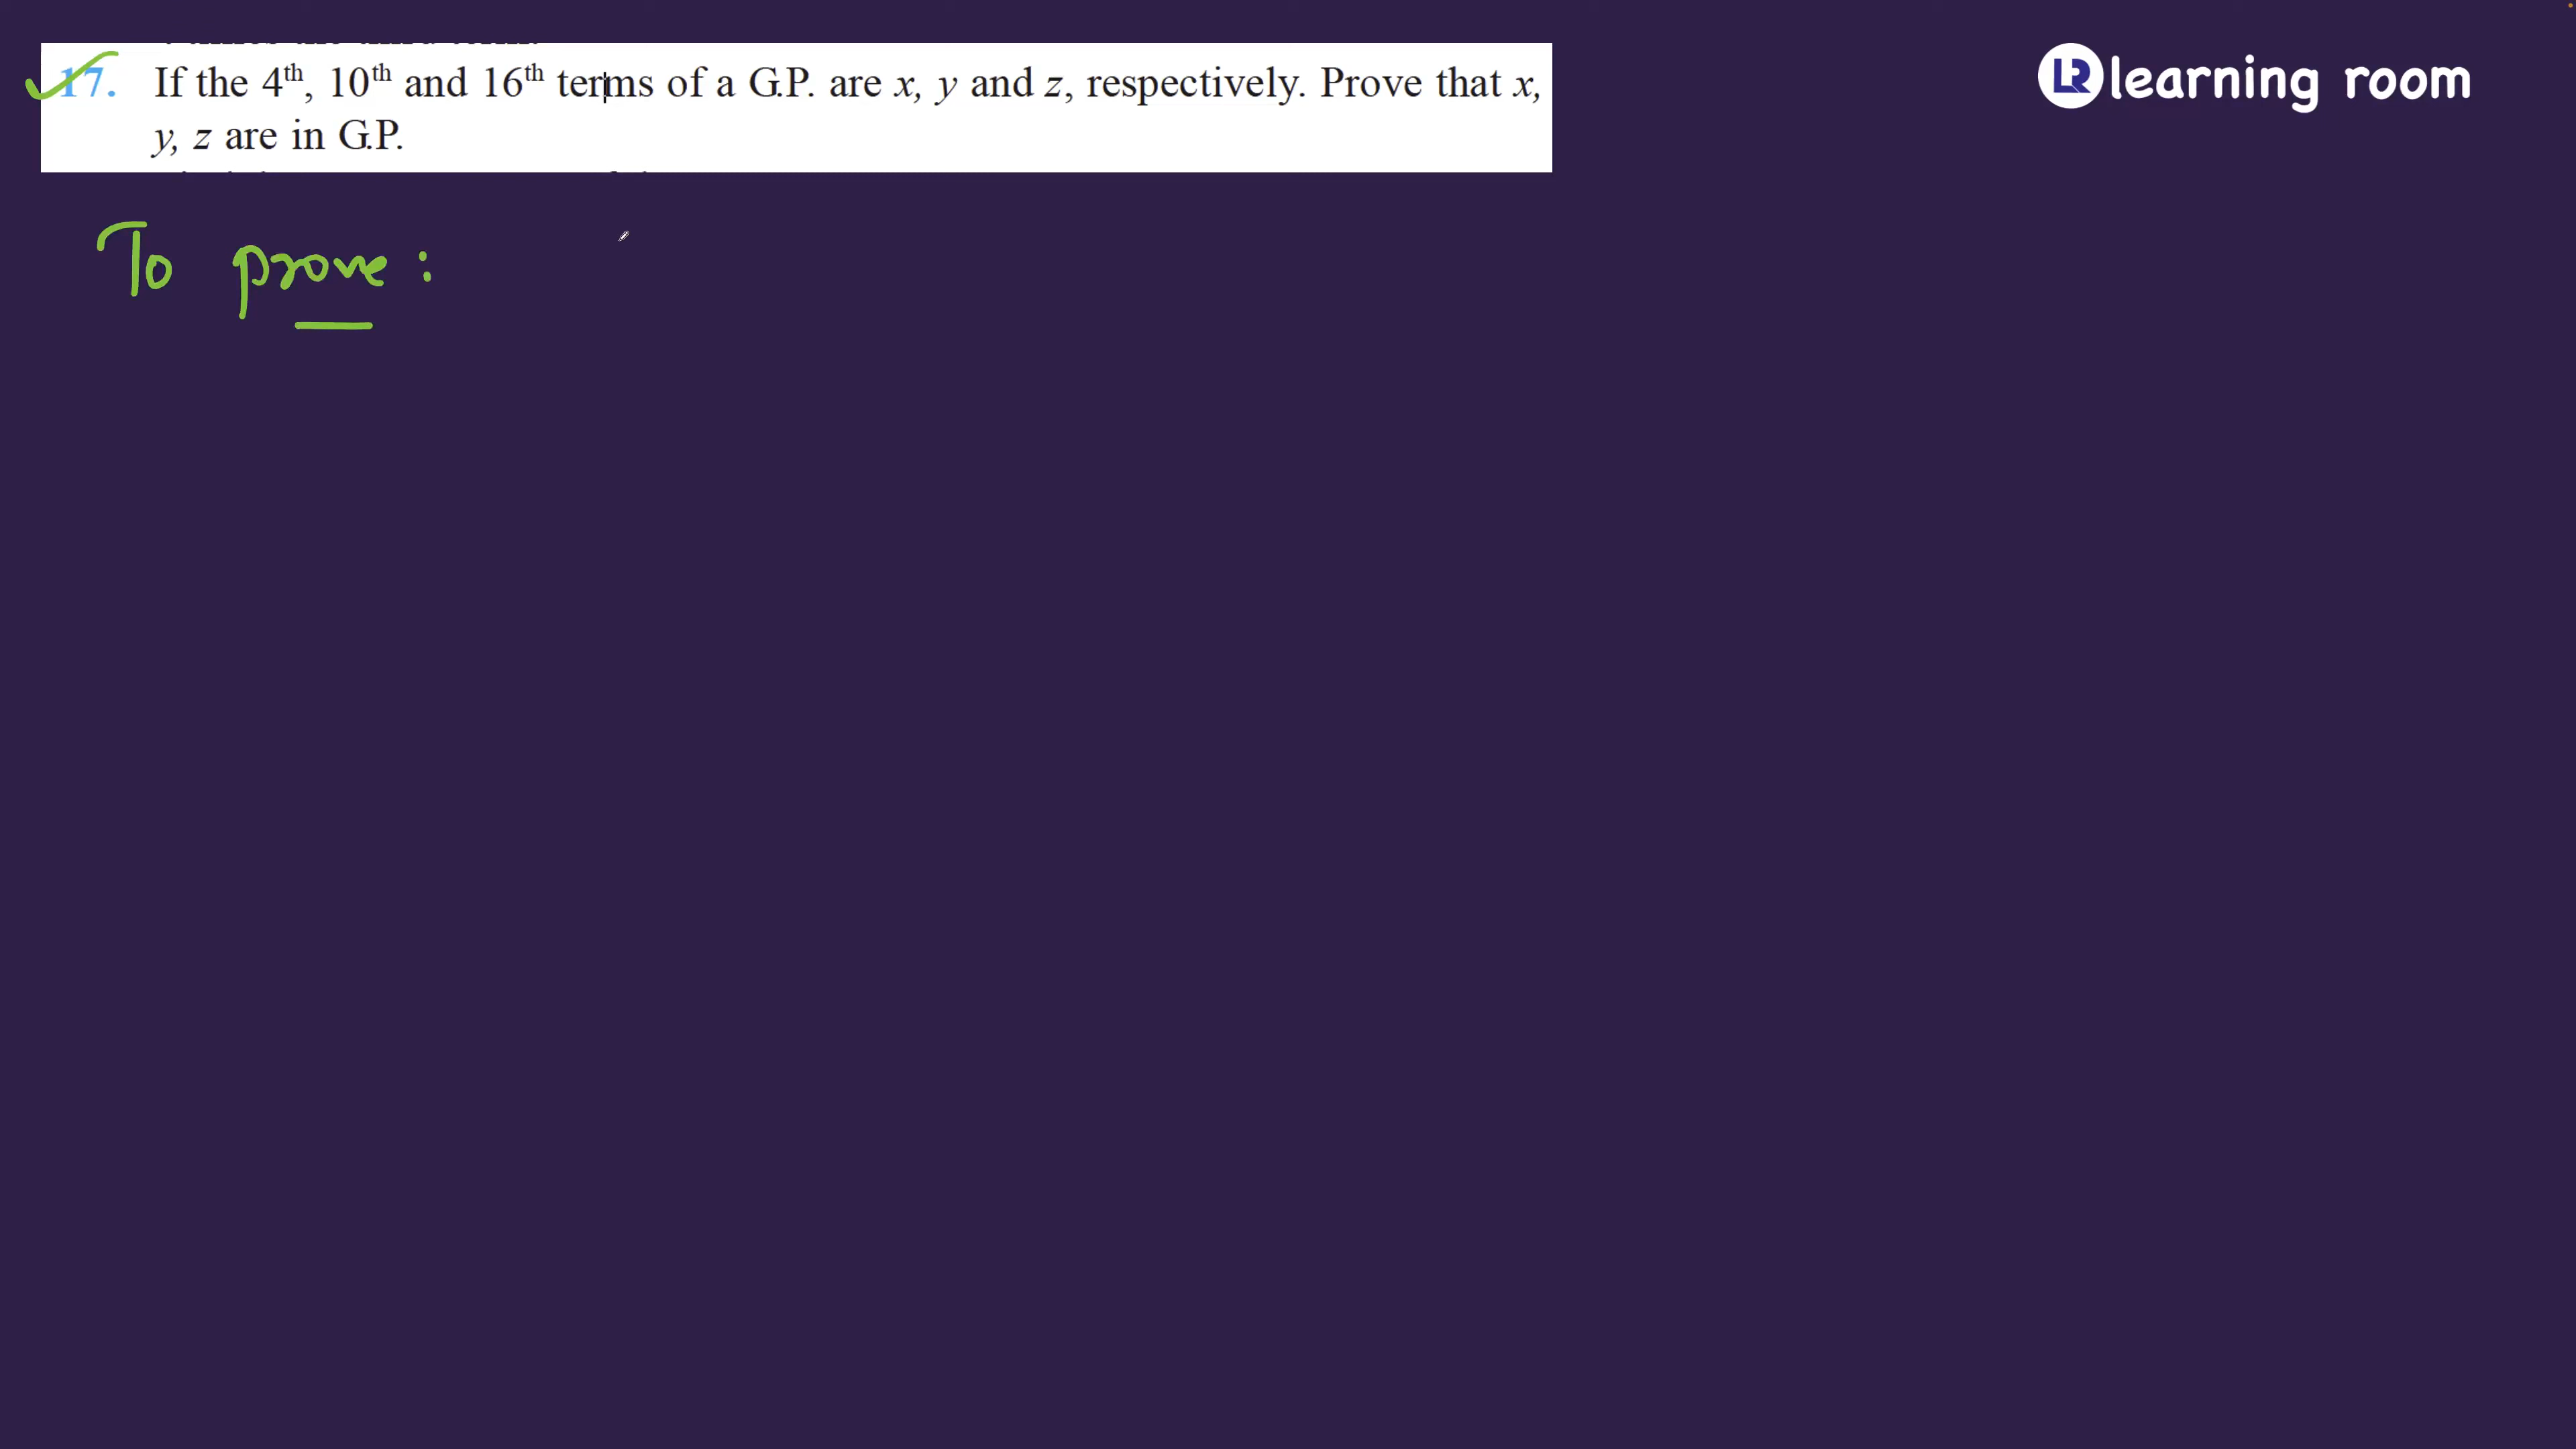 17. If the 4th, 10th and 16th terms of a G.P. are x, y and z, respectively. Prove that x,
y, z are in G.P.
LR learning room
To prove :